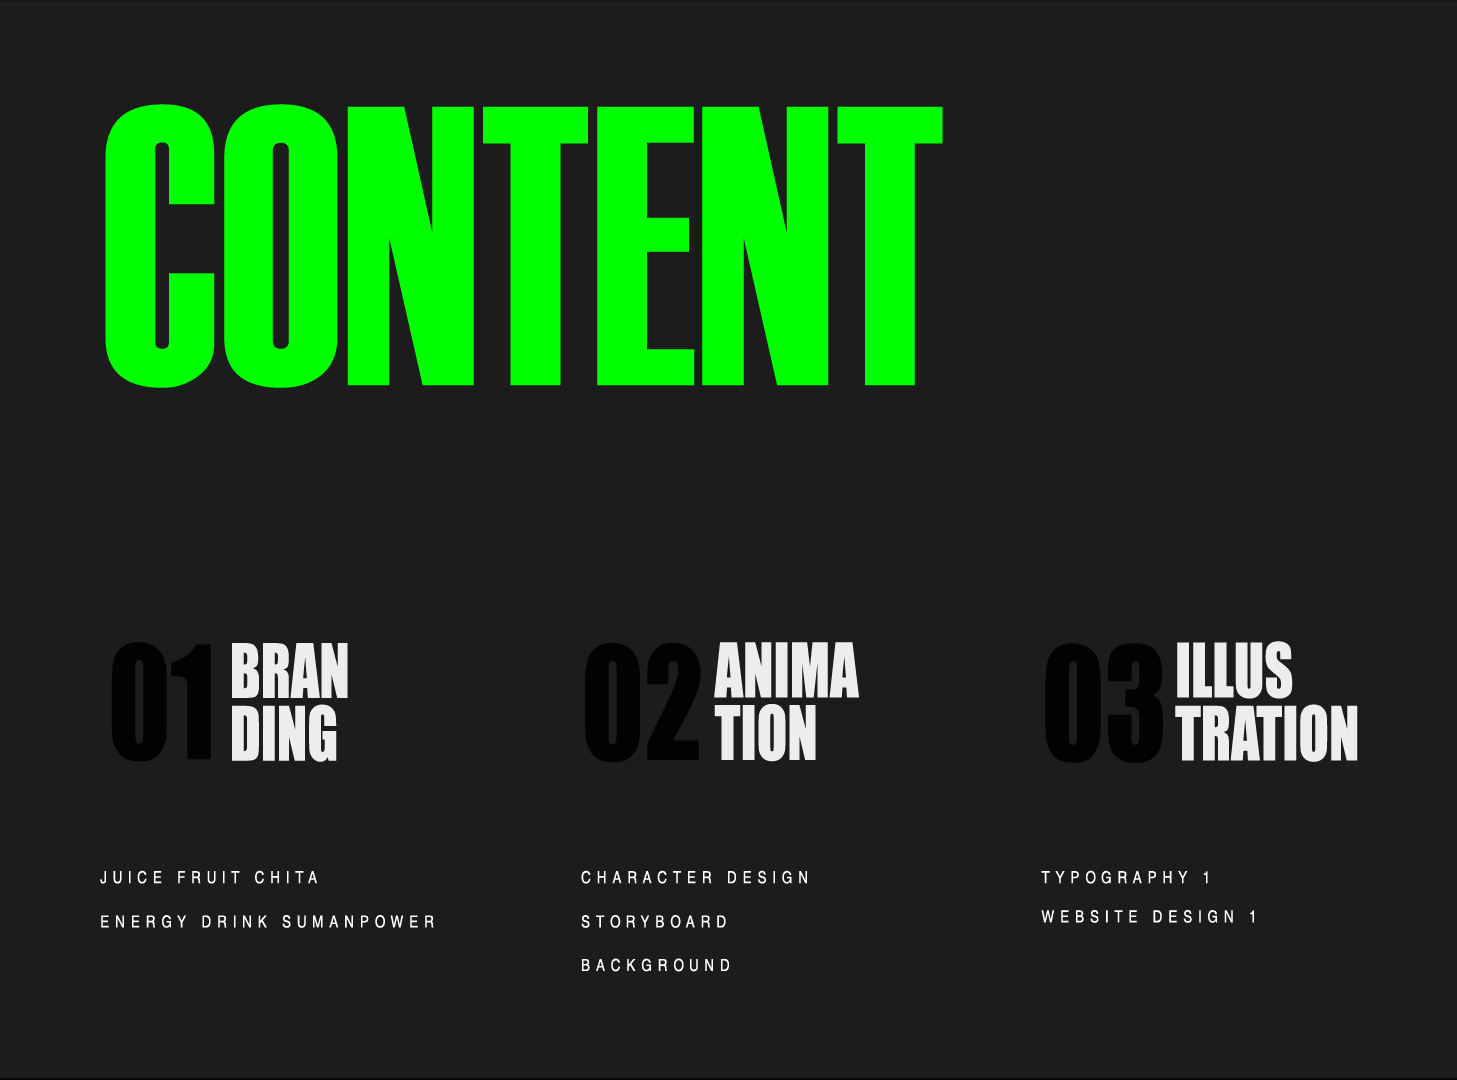 CONTENT
01 BRAN
DING
JUICE FRUIT CHITA
ENERGY DRINK SUMANPOWER
02 ANIMA
TION
CHARACTER DESIGN
STORYBOARD
BACKGROUND
03 ILLUS
TRATION
TYPOGRAPHY 1
WEBSITE DESIGN 1